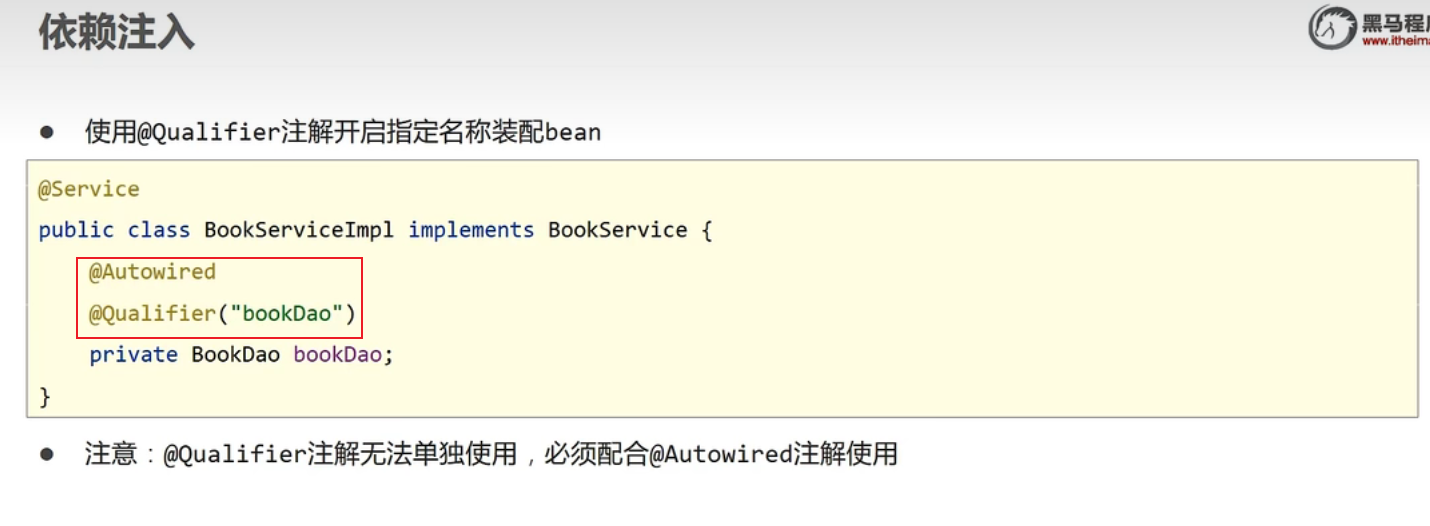 依赖注入
黑马程
www.itheima
● 使用@Qualifier注解开启指定名称装配bean
@Service
public class BookServiceImpl implements BookService {
@Autowired
@Qualifier("bookDao")
private BookDao bookDao;
}
● 注意：@Qualifier注解无法单独使用，必须配合@Autowired注解使用